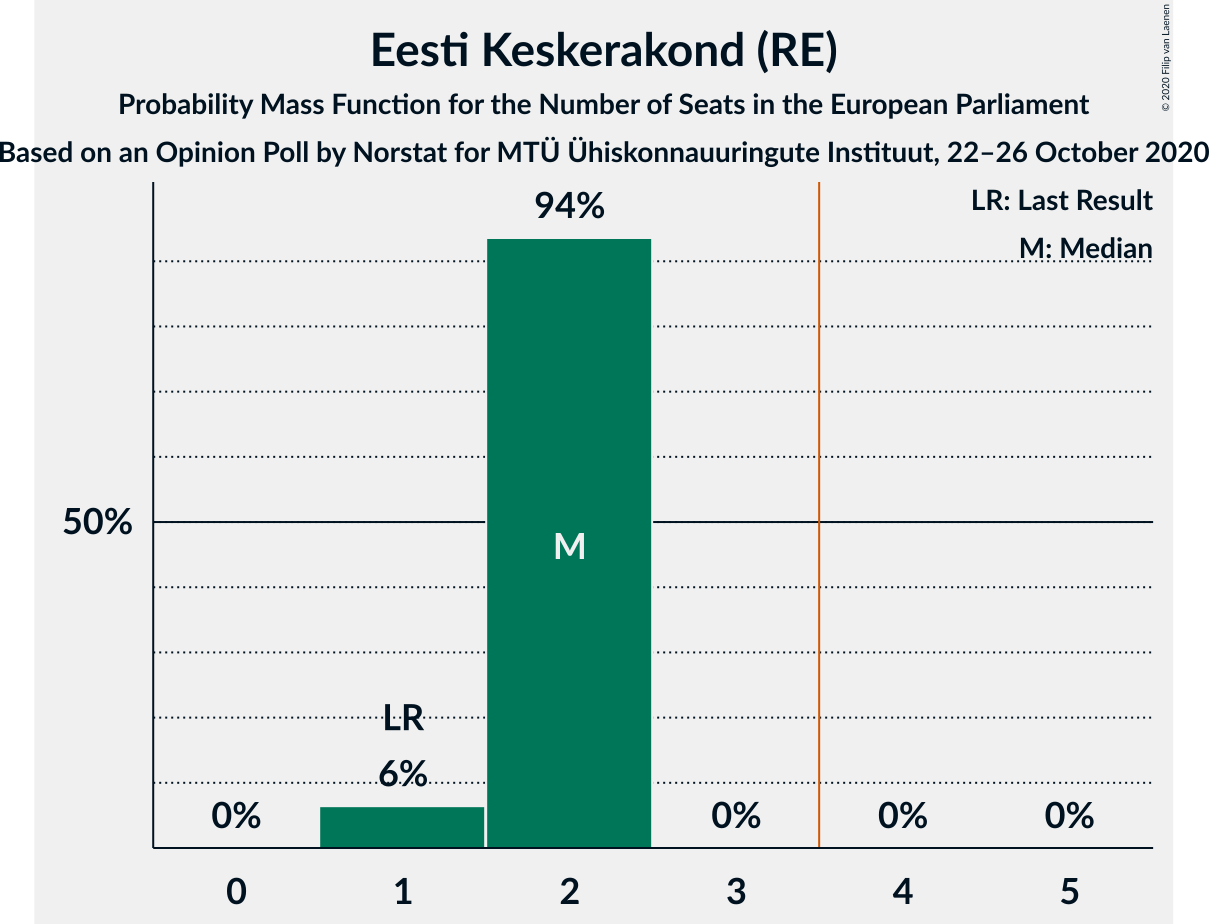 Eesti Keskerakond (RE)
Probability Mass Function for the Number of Seats in the European Parliament
Based on an Opinion Poll by Norstat for MTÜ Ühiskonnauuringute Instituut, 22–26 October 2020
© 2020 Filip van Laenen
LR: Last Result
M: Median
94%
50%
M
LR
6%
0%
0%
0%
0%
0
1
2
3
4
5